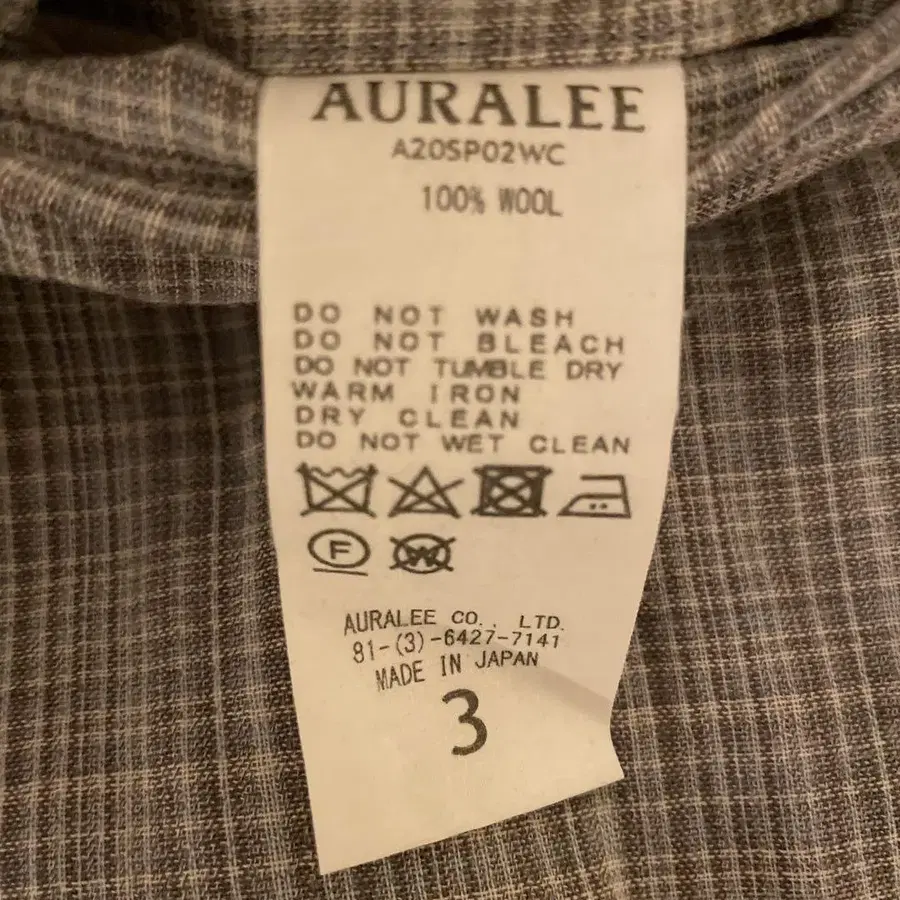 AURALEE
A20SP02WC
100% WOOL
DO NOT WASH
DO NOT BLEACH
DO NOT TUMBLE DRY
WARM IRON
DRY CLEAN
DO NOT WET CLEAN
F W
AURALEE CO., LTD.
81-(3)-6427-7141
MADE IN JAPAN
3